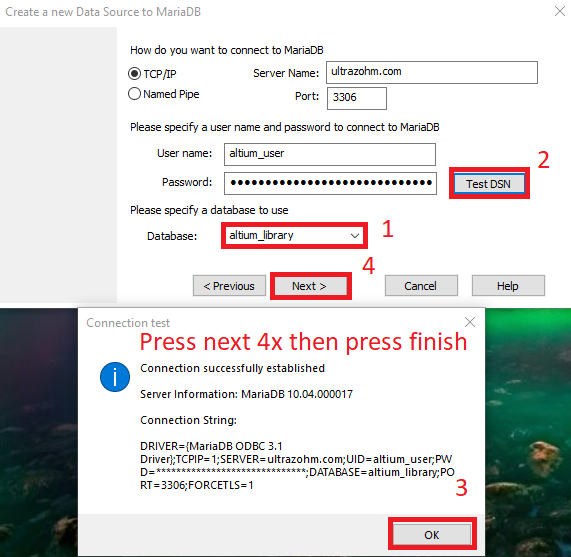 Create a new Data Source to MariaDB
How do you want to connect to MariaDB
TCP/IP
Server Name:
ultrazohm.com
Named Pipe
Port:
3306
Please specify a user name and password to connect to MariaDB
User name:
altium_user
2
Password:
••••••••••••••••••••••••••••••
Test DSN
Please specify a database to use
1
Database:
altium_library
4
< Previous
Next >
Cancel
Help
Connection test
Press next 4x then press finish
Connection successfully established
Server Information: MariaDB 10.04.000017
Connection String:
DRIVER={MariaDB ODBC 3.1
Driver};TCPIP=1;SERVER=ultrazohm.com;UID=altium_user;PW
D=******************************;DATABASE=altium_library;PO
RT=3306;FORCETLS=1
3
OK